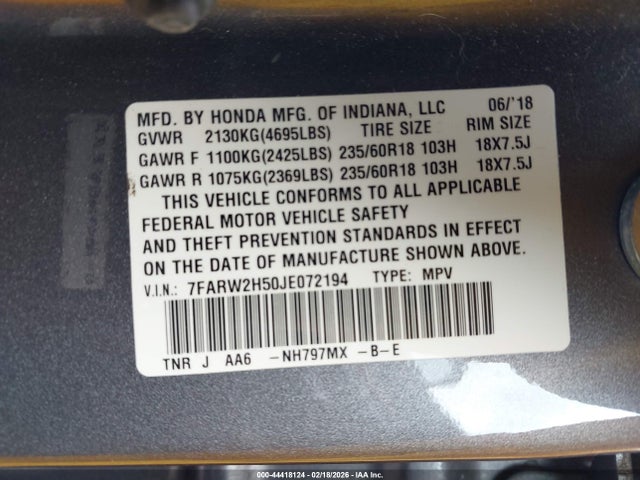 MFD. BY HONDA MFG. OF INDIANA, LLC 06/'18
GVWR 2130KG(4695LBS) TIRE SIZE RIM SIZE
GAWR F 1100KG(2425LBS) 235/60R18 103H 18X7.5J
GAWR R 1075KG(2369LBS) 235/60R18 103H 18X7.5J
THIS VEHICLE CONFORMS TO ALL APPLICABLE
FEDERAL MOTOR VEHICLE SAFETY
AND THEFT PREVENTION STANDARDS IN EFFECT
ON THE DATE OF MANUFACTURE SHOWN ABOVE.
V.I.N.: 7FARW2H50JE072194 TYPE: MPV
TNR J AA6 -NH797MX -B-E
000-44418124 - 02/18/2026 - IAA Inc.